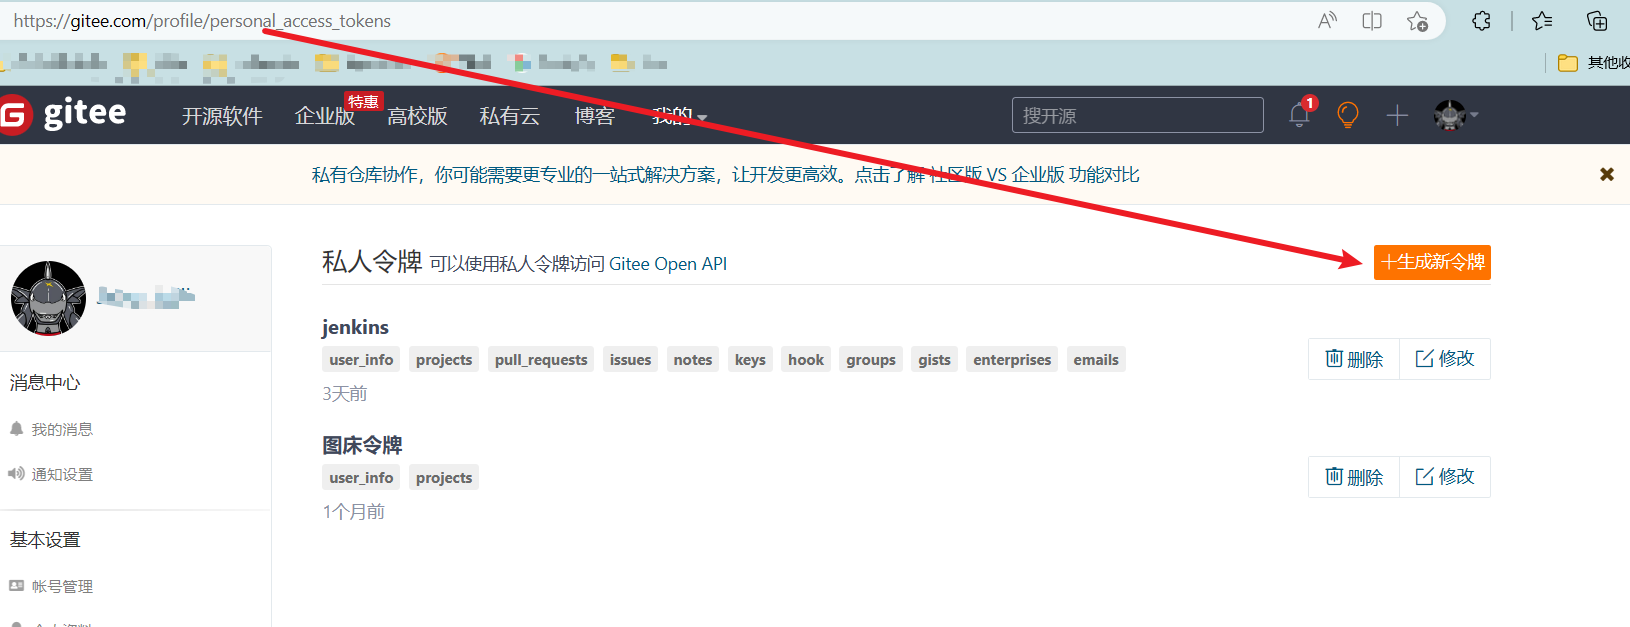 https://gitee.com/profile/personal_access_tokens
其他收
gitee 开源软件 企业版 特惠 高校版 私有云 博客 我的 搜开源 1
私有仓库协作，你可能需要更专业的一站式解决方案，让开发更高效。点击了解 社区版 VS 企业版 功能对比
私人令牌 可以使用私人令牌访问 Gitee Open API
+生成新令牌
jenkins
user_info projects pull_requests issues notes keys hook groups gists enterprises emails
删除 修改
3天前
图床令牌
user_info projects
删除 修改
1个月前
消息中心
我的消息
通知设置
基本设置
帐号管理